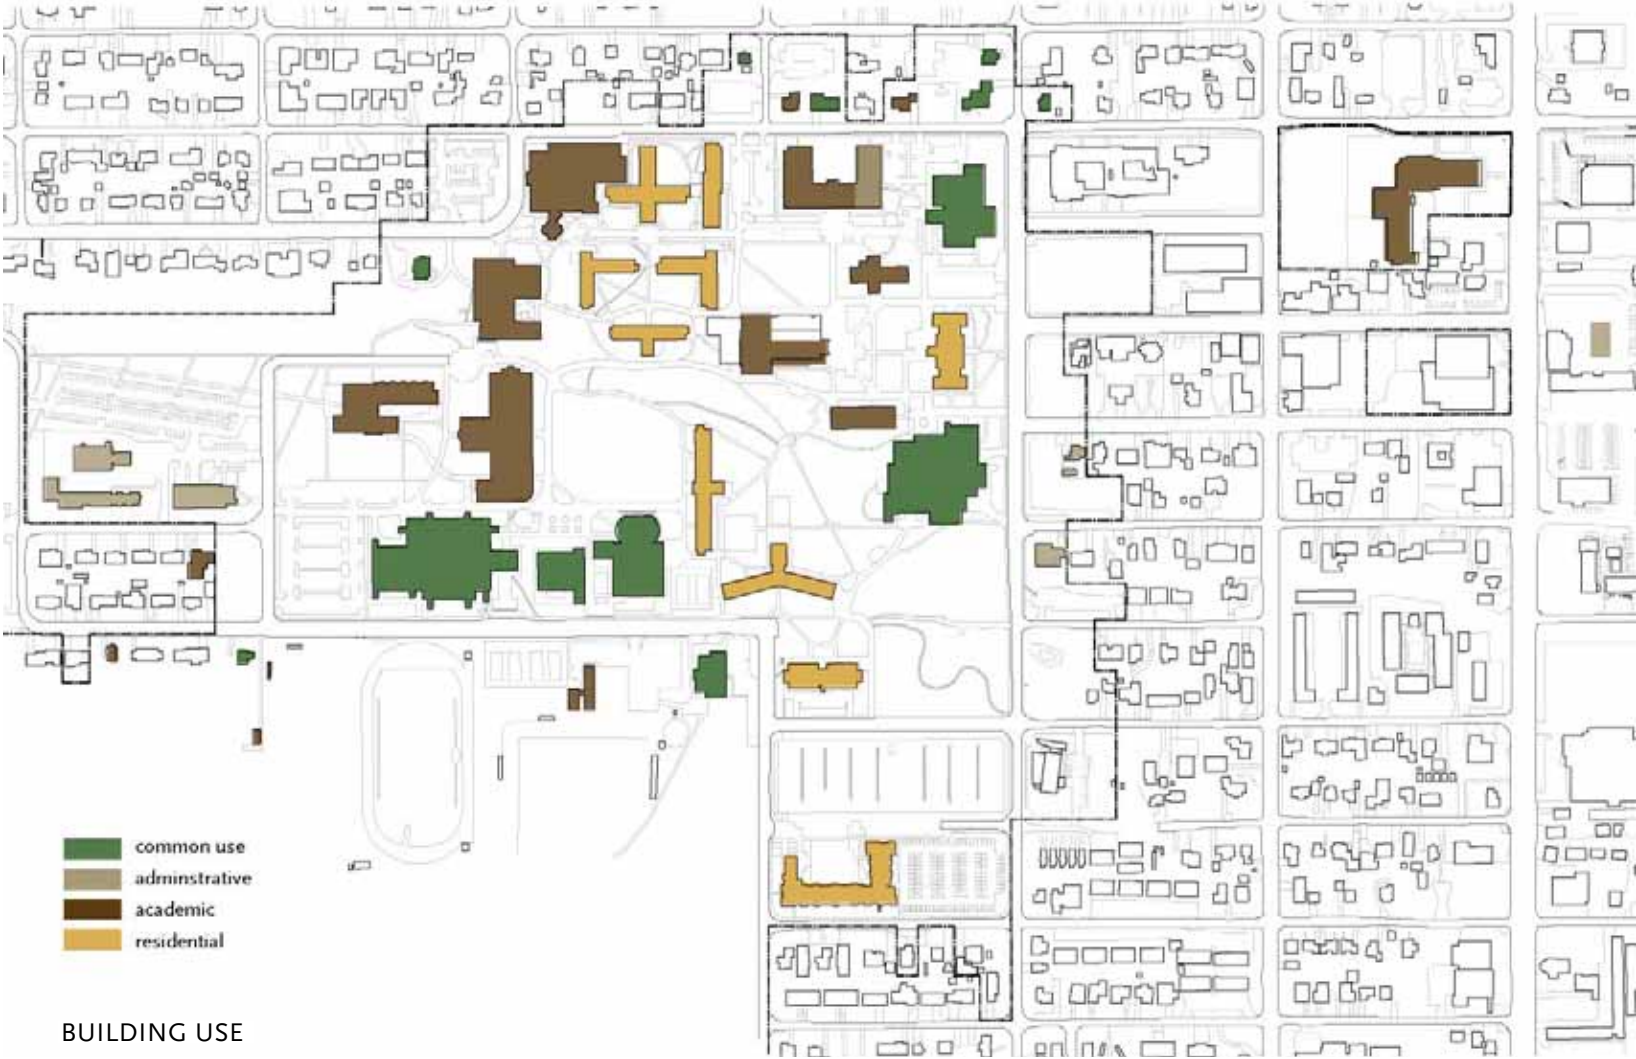 common use
adminstrative
academic
residential
BUILDING USE